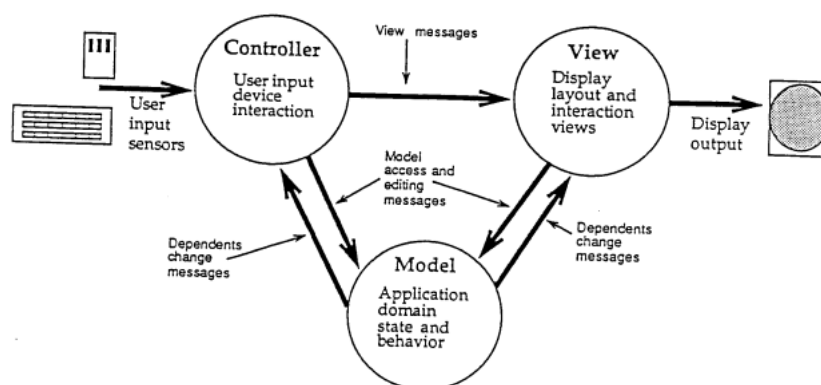 View messages
Controller
User input
device
interaction
View
Display
layout and
interaction
views
User
input
sensors
Display
output
Model
access and
editing
messages
Dependents
change
messages
Dependents
change
messages
Model
Application
domain
state and
behavior